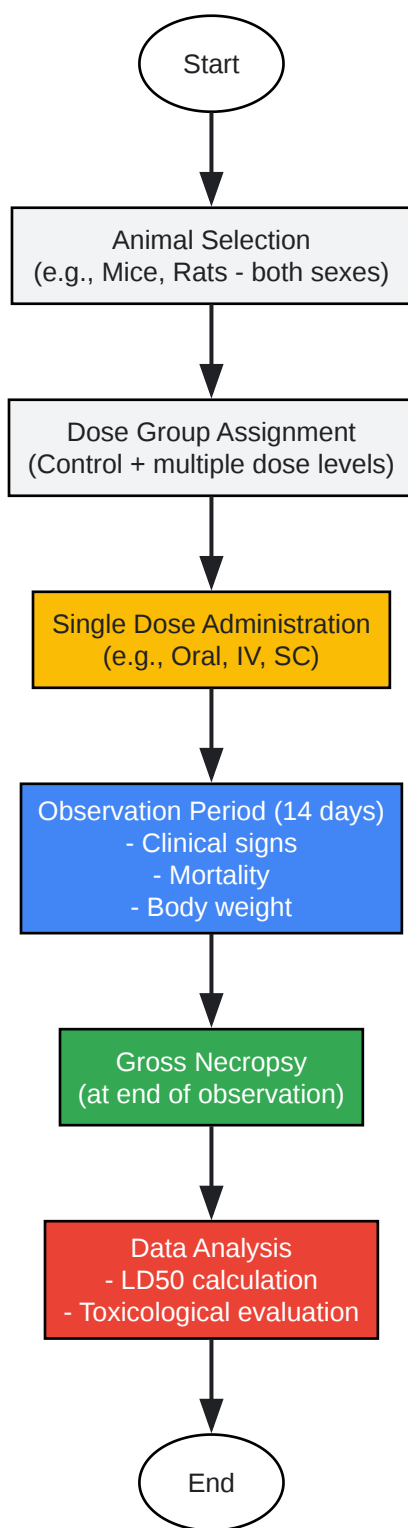 Start
Animal Selection
(e.g., Mice, Rats - both sexes)
Dose Group Assignment
(Control + multiple dose levels)
Single Dose Administration
(e.g., Oral, IV, SC)
Observation Period (14 days)
- Clinical signs
- Mortality
- Body weight
Gross Necropsy
(at end of observation)
Data Analysis
- LD50 calculation
- Toxicological evaluation
End